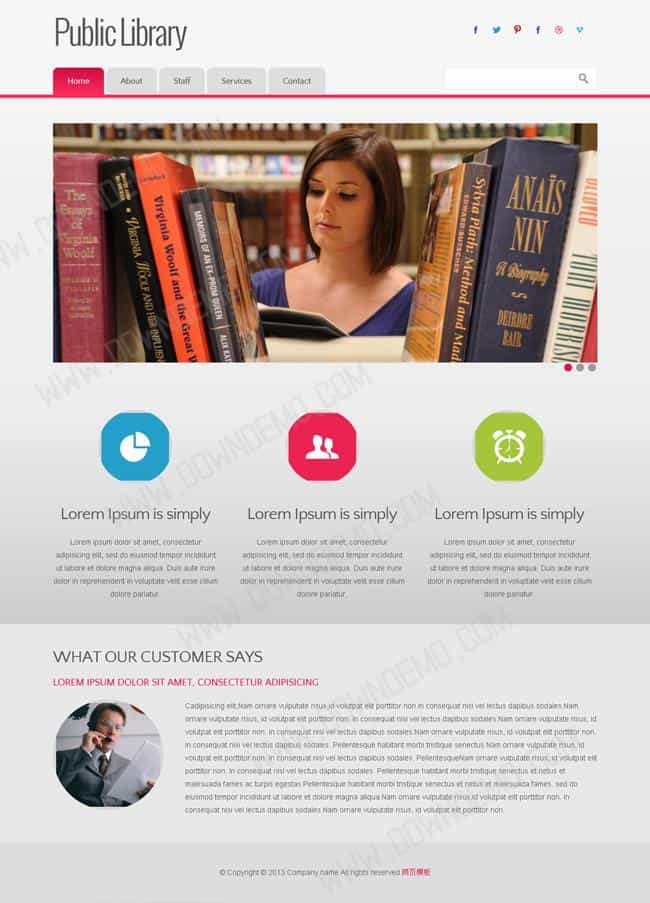 Public Library
Home
About
Staff
Services
Contact
The
Essays
of
Virginia
Woolf
VIRGINIA WOOLF AND HER INFLUEN
Virginia Woolf and the Great W
MEMOIRS OF AN EX-PROM QUEEN
ALIX KAT
EDWARD BUTSCHER
Sylvia Plath: Method and Mad
ANAÏS
NIN
A Biography
DEIRDRE
BAIR
Lorem Ipsum is simply
Lorem ipsum dolor sit amet, consectetur
adipisicing elit, sed do eiusmod tempor incididunt
ut labore et dolore magna aliqua. Duis aute irure
dolor in reprehenderit in voluptate velit esse cillum
dolore pariatur.
Lorem Ipsum is simply
Lorem ipsum dolor sit amet, consectetur
adipisicing elit, sed do eiusmod tempor incididunt
ut labore et dolore magna aliqua. Duis aute irure
dolor in reprehenderit in voluptate velit esse cillum
dolore pariatur.
Lorem Ipsum is simply
Lorem ipsum dolor sit amet, consectetur
adipisicing elit, sed do eiusmod tempor incididunt
ut labore et dolore magna aliqua. Duis aute irure
dolor in reprehenderit in voluptate velit esse cillum
dolore pariatur.
WHAT OUR CUSTOMER SAYS
LOREM IPSUM DOLOR SIT AMET, CONSECTETUR ADIPISICING
Cadipisicing elit,Nam ornare vulputate risus,id volutpat elit porttitor non.In consequat nisi vel lectus dapibus sodales.Nam
ornare vulputate risus, id volutpat elit porttitor non. In consequat nisi vel lectus dapibus sodales.Nam ornare vulputate risus, id
volutpat elit porttitor non. In consequat nisi vel lectus dapibus sodales.Nam ornare vulputate risus, id volutpat elit porttitor non.
In consequat nisi vel lectus dapibus sodales. Pellentesque habitant morbi tristique senectus.Nam ornare vulputate risus, id
volutpat elit porttitor non. In consequat nisi vel lectus dapibus sodales. PellentesqueNam ornare vulputate risus, id volutpat elit
porttitor non. In consequat nisi vel lectus dapibus sodales. Pellentesque habitant morbi tristique senectus et netus et
malesuada fames ac turpis egestas Pellentesque habitant morbi tristique senectus et netus et malesuada fames, sed do
eiusmod tempor incididunt ut labore et dolore magna aliqua.Nam ornare vulputate risus,id volutpat elit porttitor non. In
consequat nisi vel lectus dapibus sodales.Nam ornare vulputate risus, id volutpat elit porttitor non.
© Copyright © 2013.Company name All rights reserved.网页模板
WWW.DOWNDEMO.COM